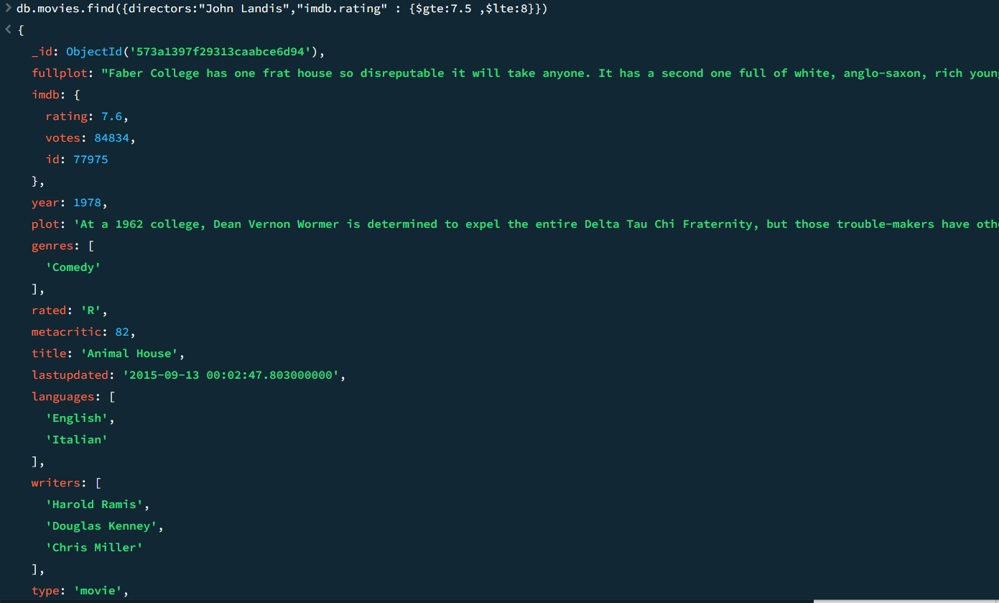 db.movies.find({directors:"John Landis","imdb.rating" : {$gte:7.5 ,$lte:8}})
{
_id: ObjectId('573a1397f29313caabce6d94'),
fullplot: "Faber College has one frat house so disreputable it will take anyone. It has a second one full of white, anglo-saxon, rich young
imdb: {
rating: 7.6,
votes: 84834,
id: 77975
},
year: 1978,
plot: 'At a 1962 college, Dean Vernon Wormer is determined to expel the entire Delta Tau Chi Fraternity, but those trouble-makers have
genres: [
'Comedy'
],
rated: 'R',
metacritic: 82,
title: 'Animal House',
lastupdated: '2015-09-13 00:02:47.803000000',
languages: [
'English',
'Italian'
],
writers: [
'Harold Ramis',
'Douglas Kenney',
'Chris Miller'
],
type: 'movie',